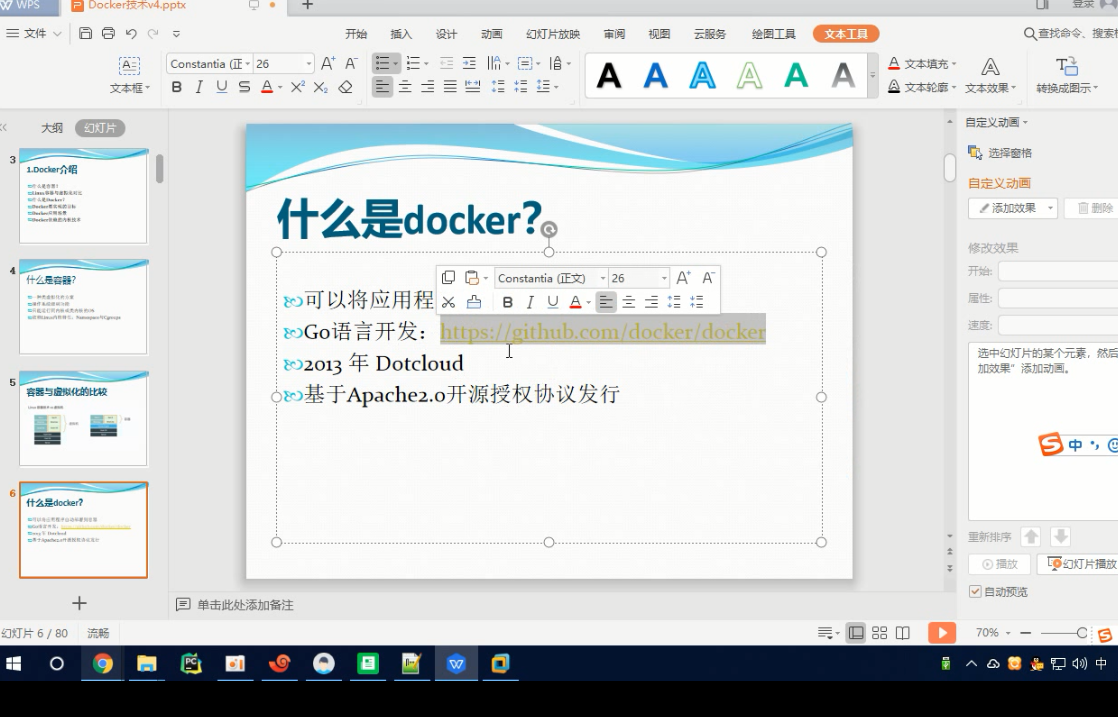 WPS
Docker技术v4.pptx
登录
文件
开始 插入 设计 动画 幻灯片放映 审阅 视图 云服务 绘图工具 文本工具
查找命令、搜索
文本框
Constantia (正 26
B I U S A X² X₂
A A A A A A
文本填充
文本轮廓
文本效果
转换成图示
大纲 幻灯片
3
1.Docker介绍
4
什么是容器?
5
容器与虚拟化的比较
6
什么是docker?
什么是docker?
Constantia (正文) 26
B I U A
可以将应用程
Go语言开发：https://github.com/docker/docker
2013 年 Dotcloud
基于Apache2.0开源授权协议发行
自定义动画
选择窗格
自定义动画
添加效果 删除
修改效果
开始:
属性:
速度:
选中幻灯片的某个元素，然后
加效果”添加动画。
中
重新排序
播放 幻灯片播放
自动预览
单击此处添加备注
幻灯片 6 / 80 流畅
70%
中